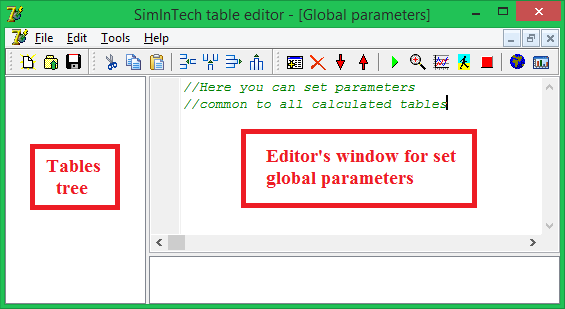 SimInTech table editor - [Global parameters]
File Edit Tools Help
//Here you can set parameters
//common to all calculated tables
Tables
tree
Editor's window for set
global parameters